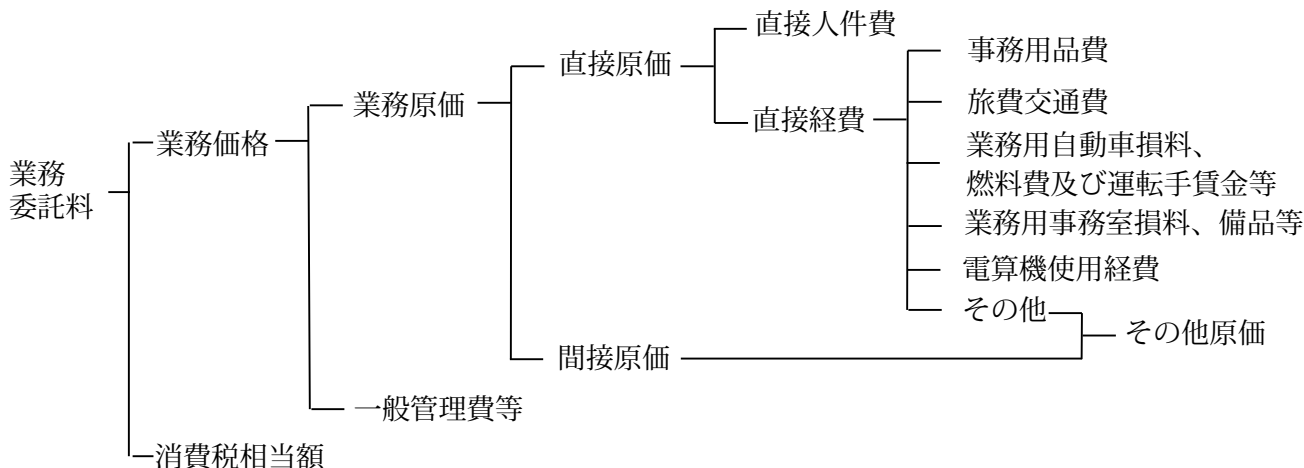 業務
委託料
業務価格
消費税相当額
業務原価
一般管理費等
直接原価
間接原価
直接人件費
直接経費
事務用品費
旅費交通費
業務用自動車損料、
燃料費及び運転手賃金等
業務用事務室損料、備品等
電算機使用経費
その他
その他原価